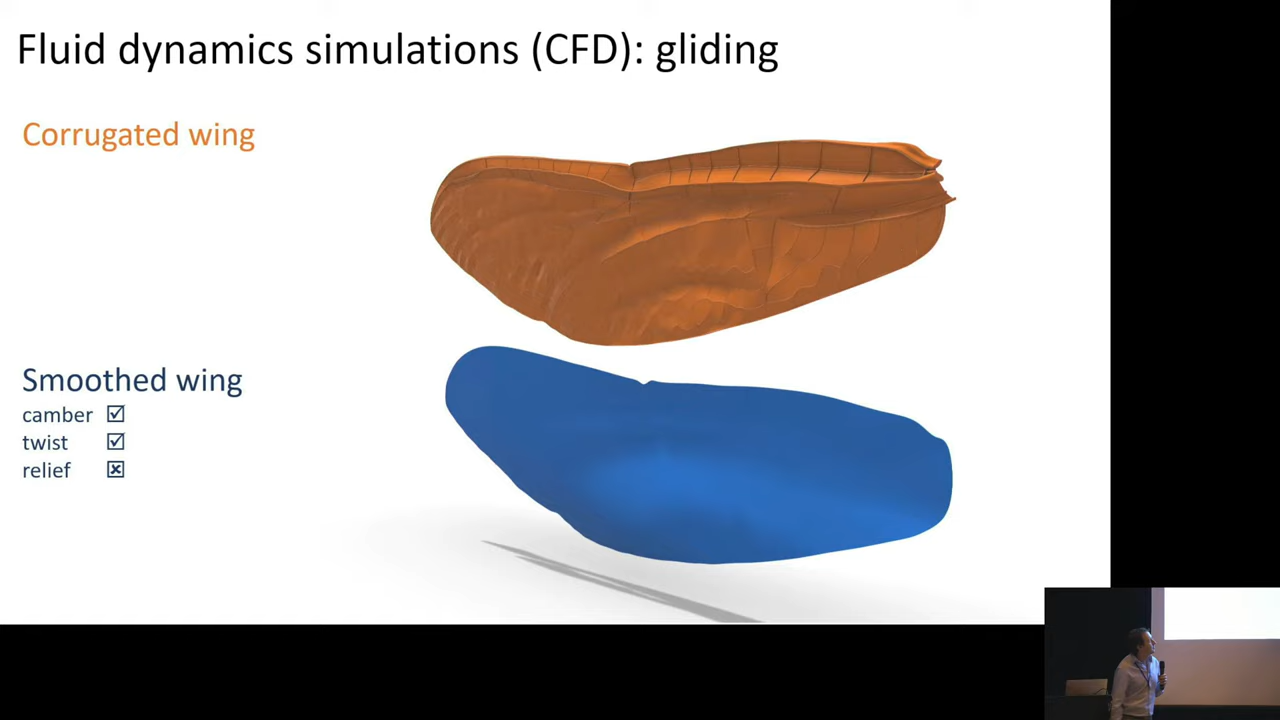 Fluid dynamics simulations (CFD): gliding
Corrugated wing
Smoothed wing
camber ☑
twist ☑
relief ☒